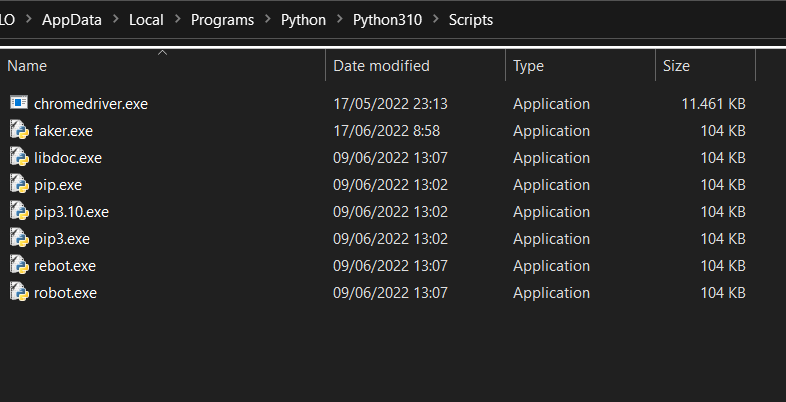 LO > AppData > Local > Programs > Python > Python310 > Scripts
Name Date modified Type Size
chromedriver.exe 17/05/2022 23:13 Application 11.461 KB
faker.exe 17/06/2022 8:58 Application 104 KB
libdoc.exe 09/06/2022 13:07 Application 104 KB
pip.exe 09/06/2022 13:02 Application 104 KB
pip3.10.exe 09/06/2022 13:02 Application 104 KB
pip3.exe 09/06/2022 13:02 Application 104 KB
rebot.exe 09/06/2022 13:07 Application 104 KB
robot.exe 09/06/2022 13:07 Application 104 KB